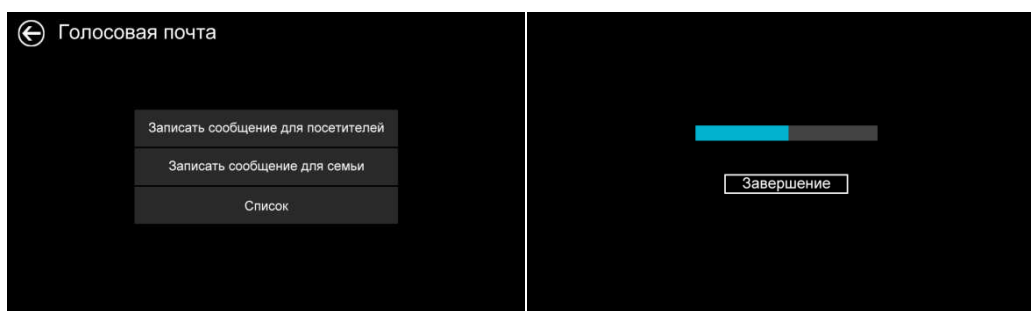 Голосовая почта
Записать сообщение для посетителей
Записать сообщение для семьи
Список
Завершение